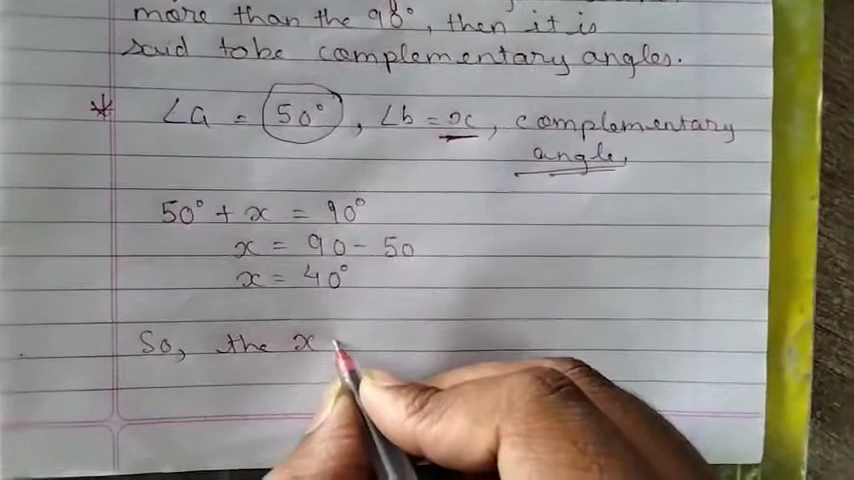 more than the 90°, then it is
said to be complementary angles.
* ∠a = 50°, ∠b = x, complementary
angle,
50° + x = 90°
x = 90 - 50
x = 40°
So, the x